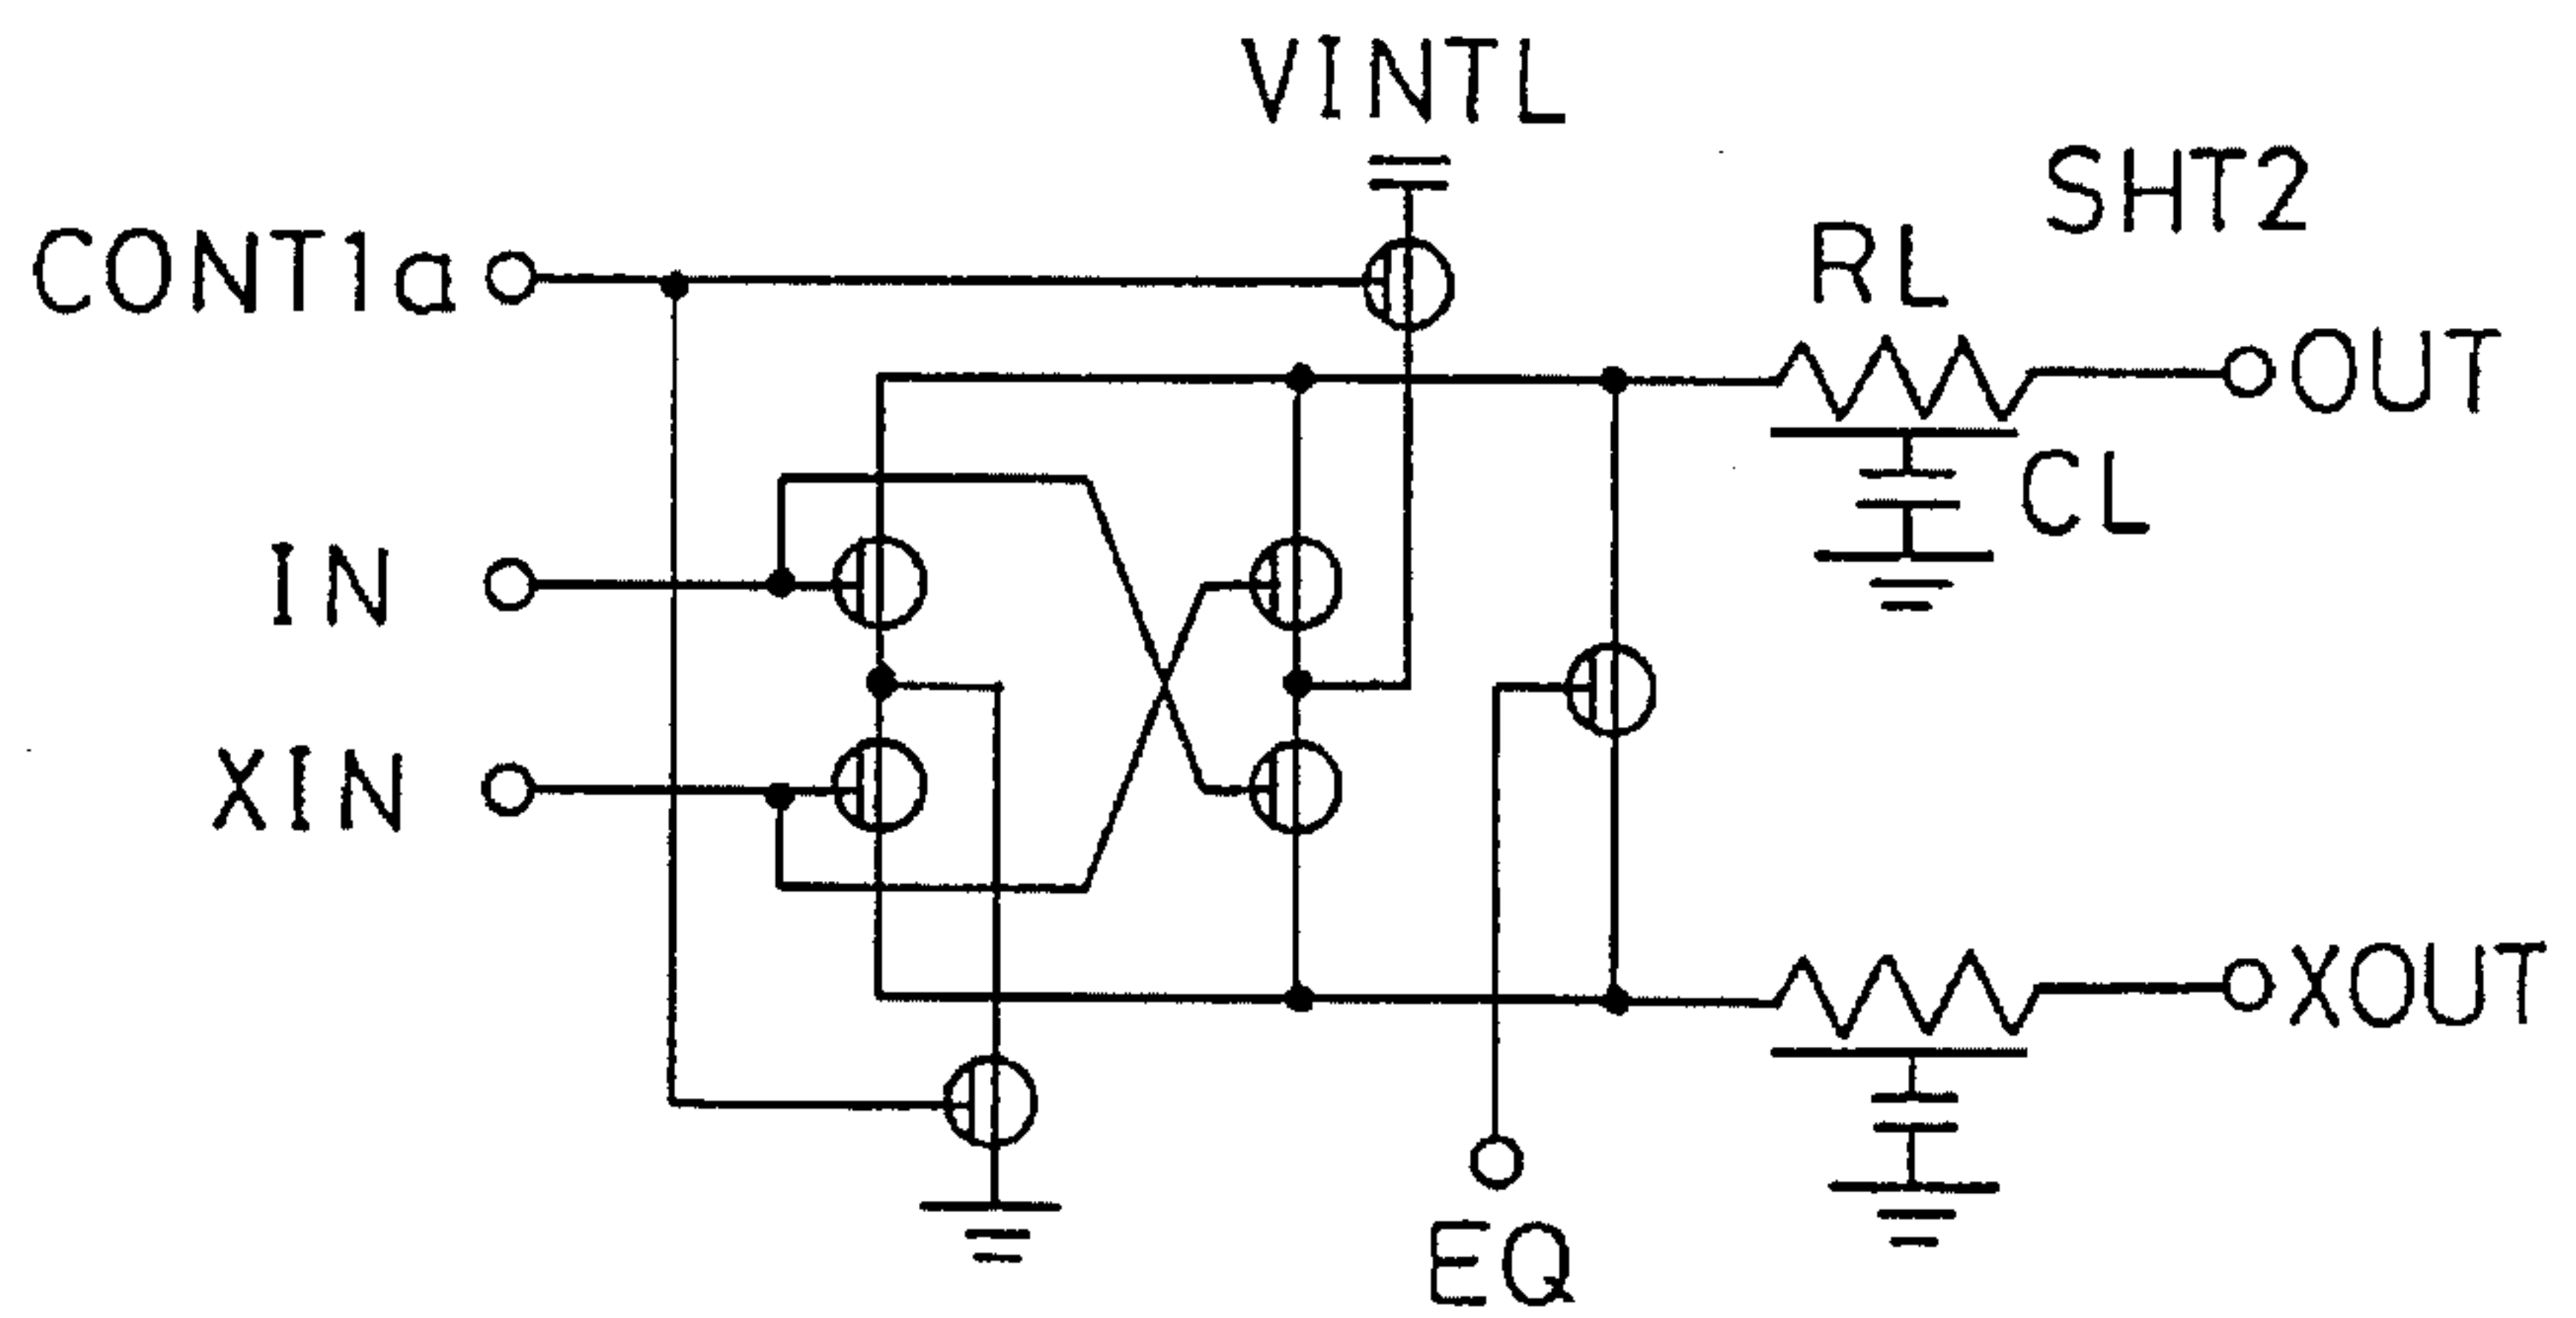 VINTL
SHT2
CONT1a
RL
OUT
CL
IN
XIN
XOUT
EQ